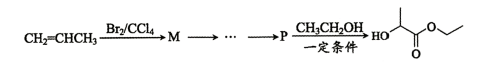 CH₂=CHCH₃ Br₂/CCl₄ M ⋯ P CH₃CH₂OH 一定条件 HO O O